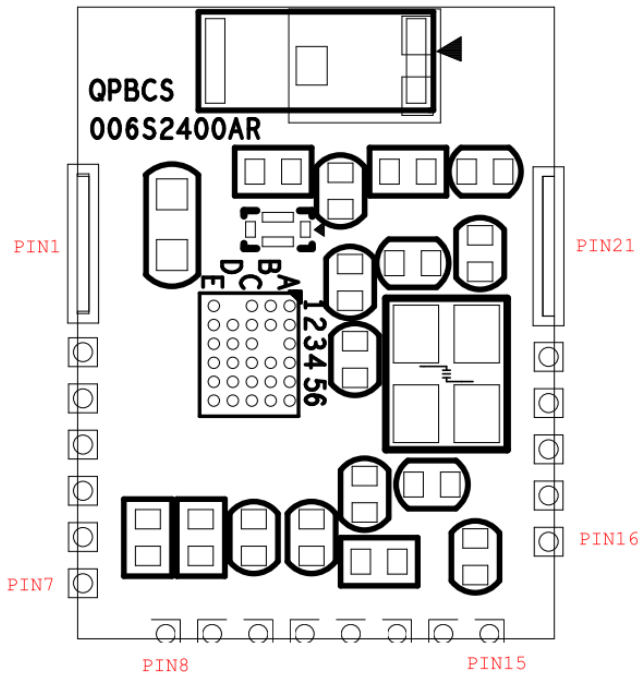 QPBCS
006S2400AR
PIN1
PIN21
E D C B A
1 2 3 4 5 6
PIN7
PIN16
PIN8
PIN15